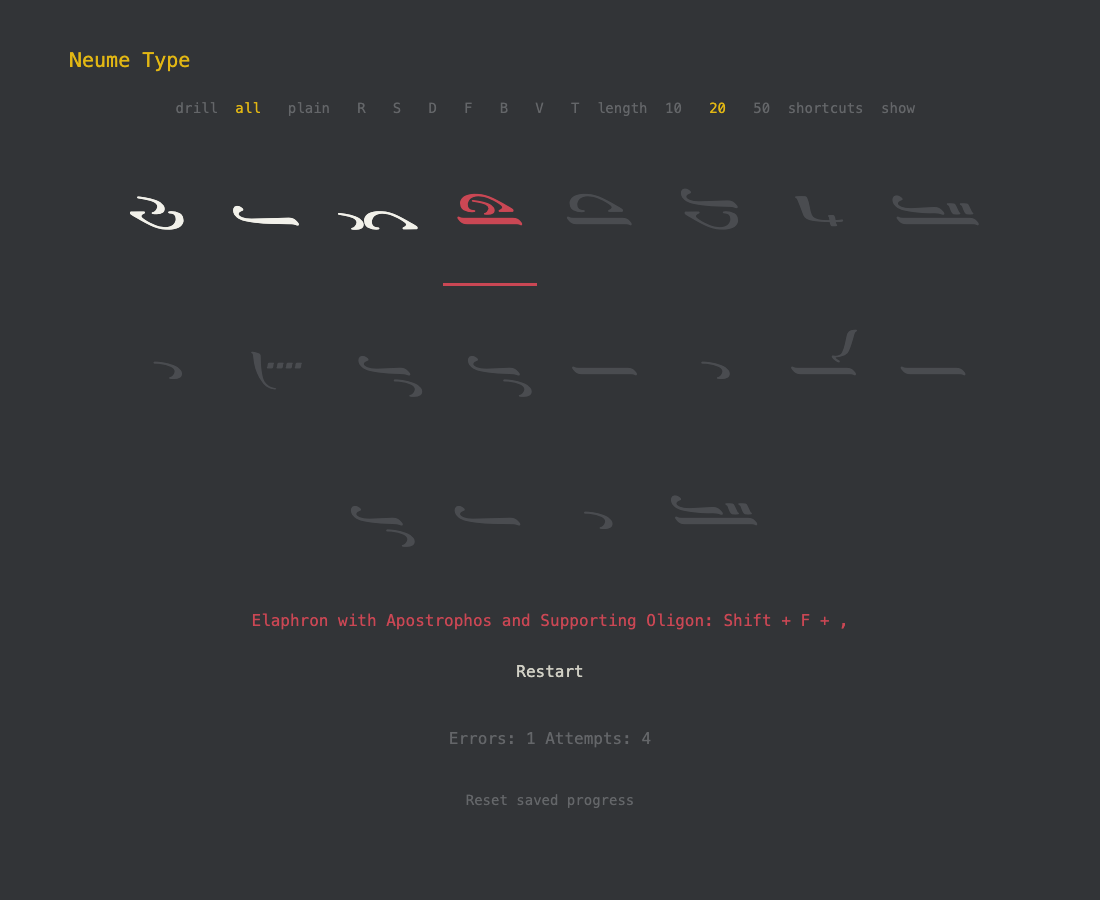 Neume Type
drill all plain R S D F B V T length 10 20 50 shortcuts show
Elaphron with Apostrophos and Supporting Oligon: Shift + F + ,
Restart
Errors: 1 Attempts: 4
Reset saved progress